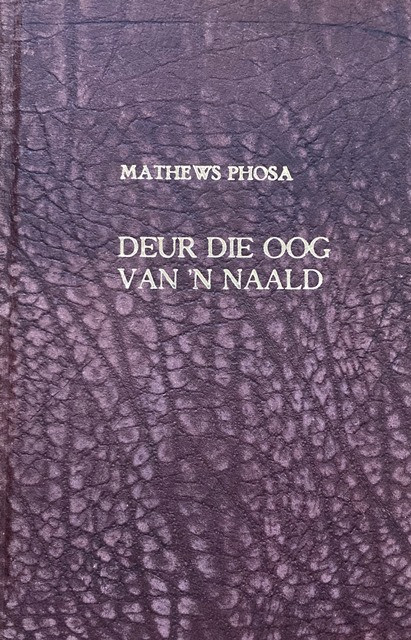 MATHEWS PHOSA
DEUR DIE OOG
VAN 'N NAALD